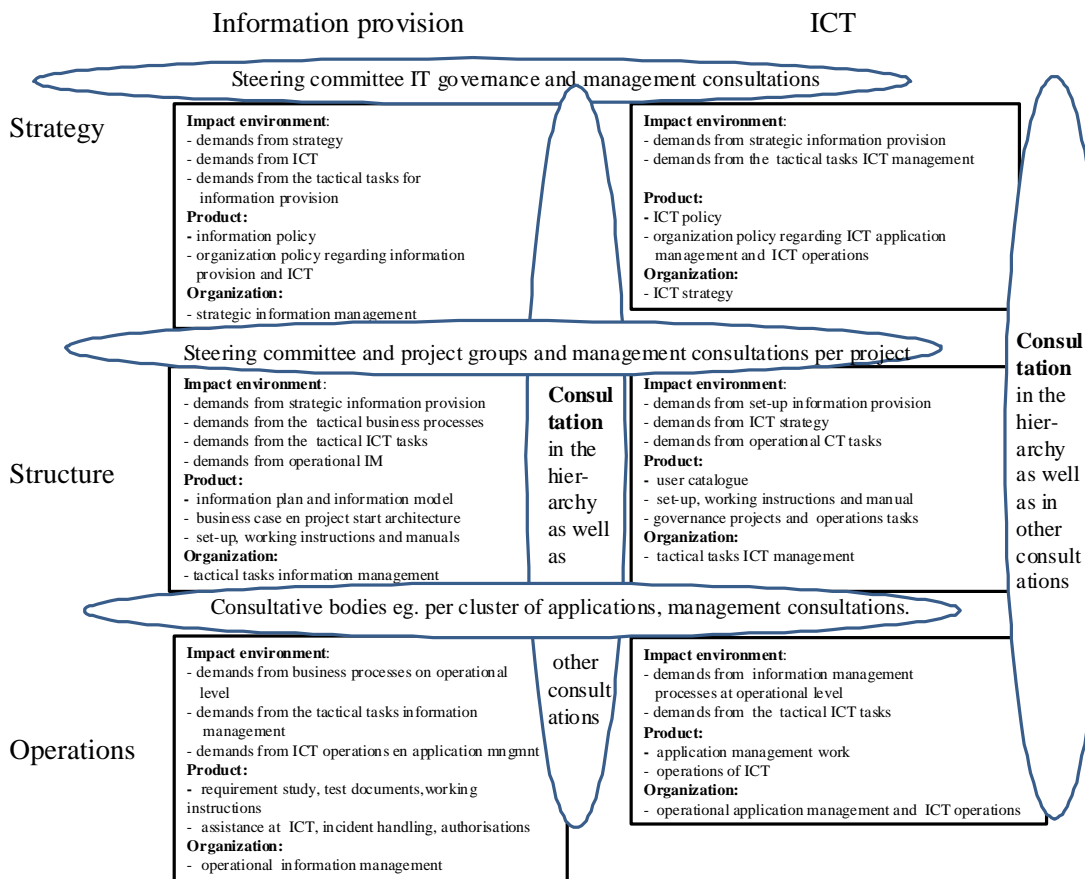 Information provision
ICT
Steering committee IT governance and management consultations
Strategy
Impact environment:
- demands from strategy
- demands from ICT
- demands from the tactical tasks for
information provision
Product:
- information policy
- organization policy regarding information
provision and ICT
Organization:
- strategic information management
Impact environment:
- demands from strategic information provision
- demands from the tactical tasks ICT management
Product:
- ICT policy
- organization policy regarding ICT application
management and ICT operations
Organization:
- ICT strategy
Steering committee and project groups and management consultations per project
Structure
Impact environment:
- demands from strategic information provision
- demands from the tactical business processes
- demands from the tactical ICT tasks
- demands from operational IM
Product:
- information plan and information model
- business case en project start architecture
- set-up, working instructions and manuals
Organization:
- tactical tasks information management
Consul
tation
in the
hier-
archy
as well
as
other
consult
ations
Impact environment:
- demands from set-up information provision
- demands from ICT strategy
- demands from operational CT tasks
Product:
- user catalogue
- set-up, working instructions and manual
- governance projects and operations tasks
Organization:
- tactical tasks ICT management
Consul
tation
in the
hier-
archy
as well
as in
other
consult
ations
Consultative bodies eg. per cluster of applications, management consultations.
Operations
Impact environment:
- demands from business processes on operational
level
- demands from the tactical tasks information
management
- demands from ICT operations en application mngmnt
Product:
- requirement study, test documents,working
instructions
- assistance at ICT, incident handling, authorisations
Organization:
- operational information management
Impact environment:
- demands from information management
processes at operational level
- demands from the tactical ICT tasks
Product:
- application management work
- operations of ICT
Organization:
- operational application management and ICT operations